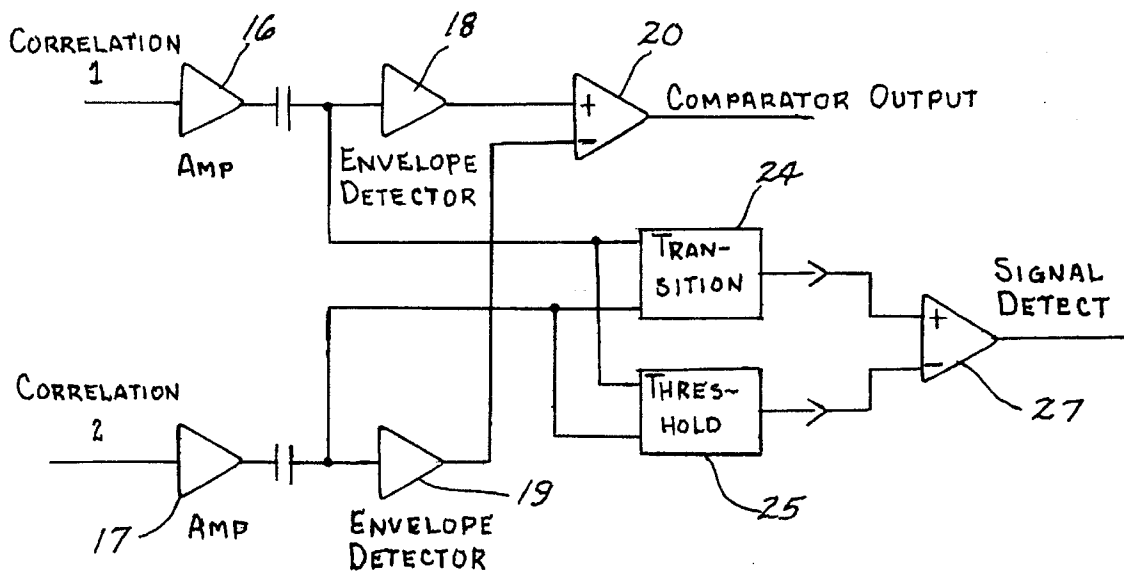 CORRELATION
1
16
AMP
18
ENVELOPE
DETECTOR
20
+
-
COMPARATOR OUTPUT
24
TRAN-
SITION
SIGNAL
DETECT
+
-
27
CORRELATION
2
17
AMP
19
ENVELOPE
DETECTOR
THRES-
HOLD
25